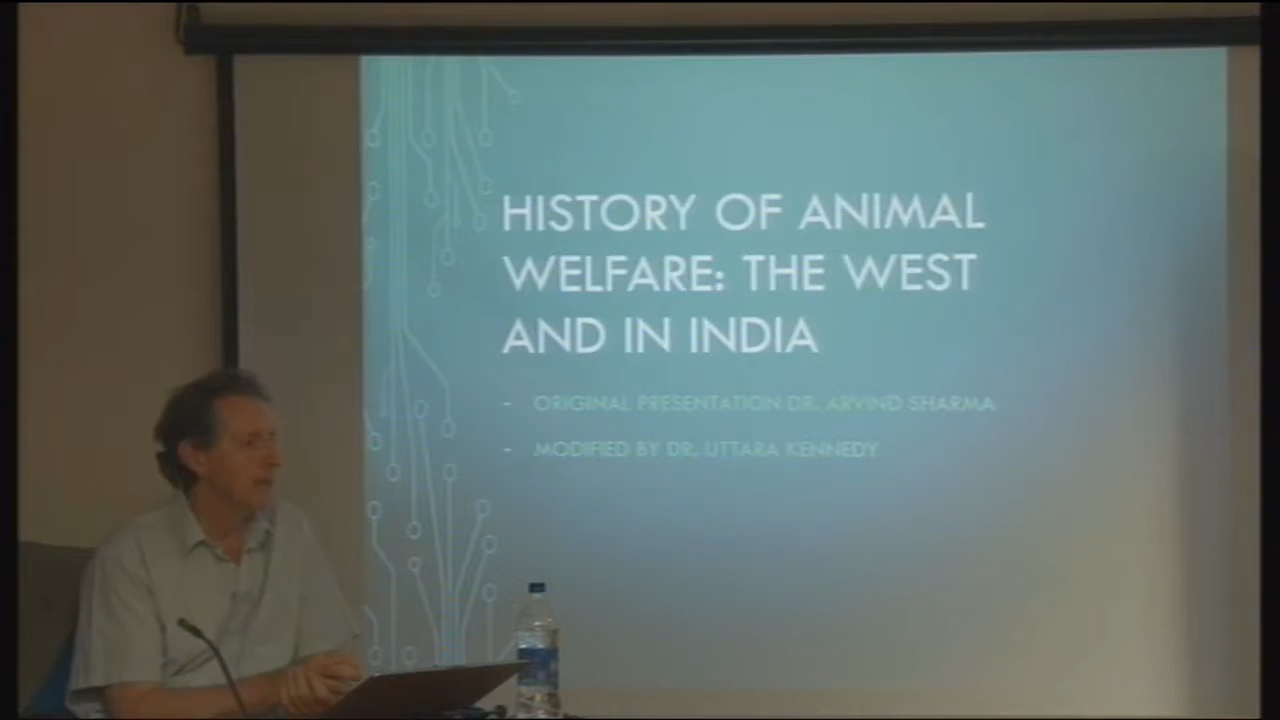 HISTORY OF ANIMAL
WELFARE: THE WEST
AND IN INDIA
- ORIGINAL PRESENTATION DR. ARVIND SHARMA
- MODIFIED BY DR. UTTARA KENNEDY